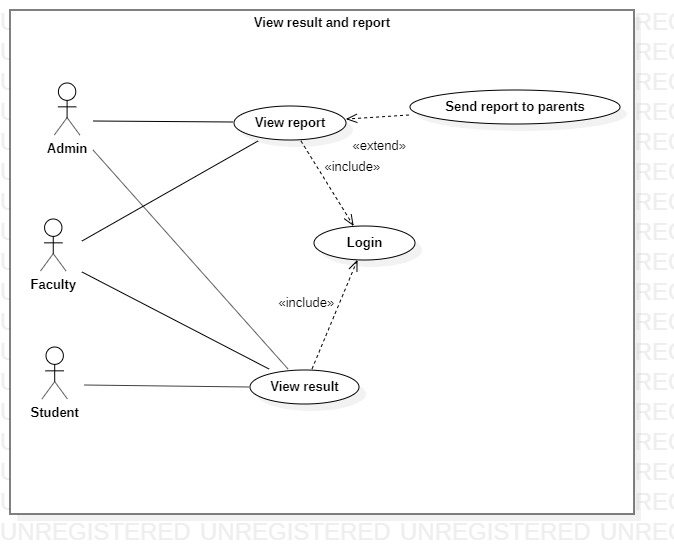 View result and report
Send report to parents
View report
Admin
«extend»
«include»
Login
Faculty
«include»
View result
Student
UNREGISTERED UNREGISTERED UNREGISTERED UNREGISTERED